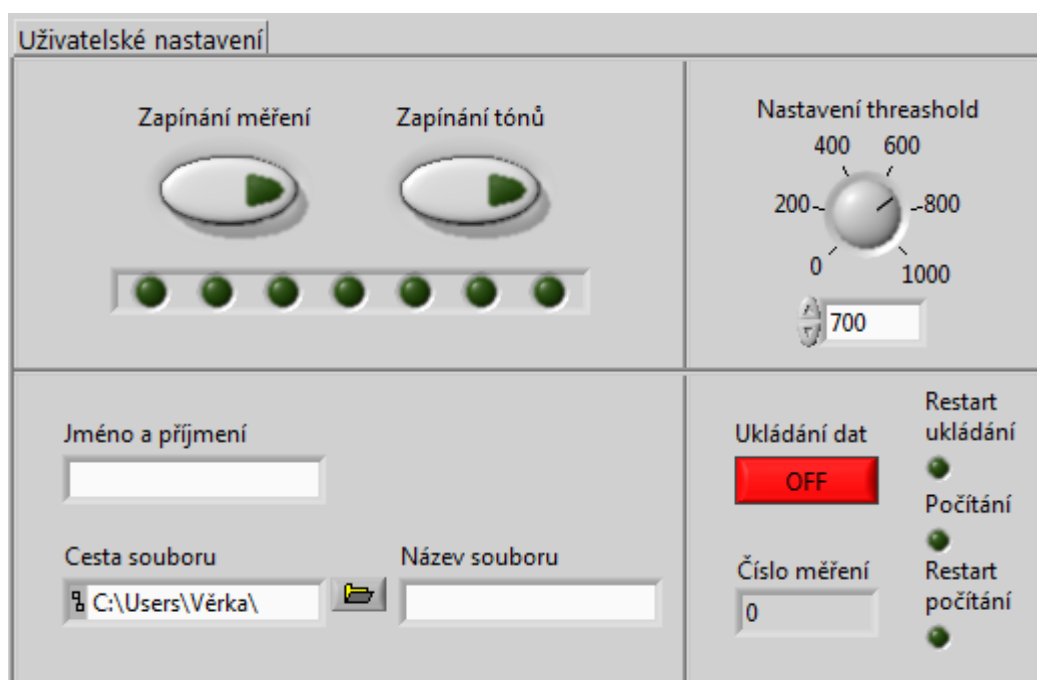 Uživatelské nastavení
Zapínání měření
Zapínání tónů
Nastavení threashold
400 600
200 800
0 1000
700
Jméno a příjmení
Cesta souboru
Název souboru
C:\Users\Věrka\
Ukládání dat
OFF
Číslo měření
0
Restart
ukládání
Počítání
Restart
počítání